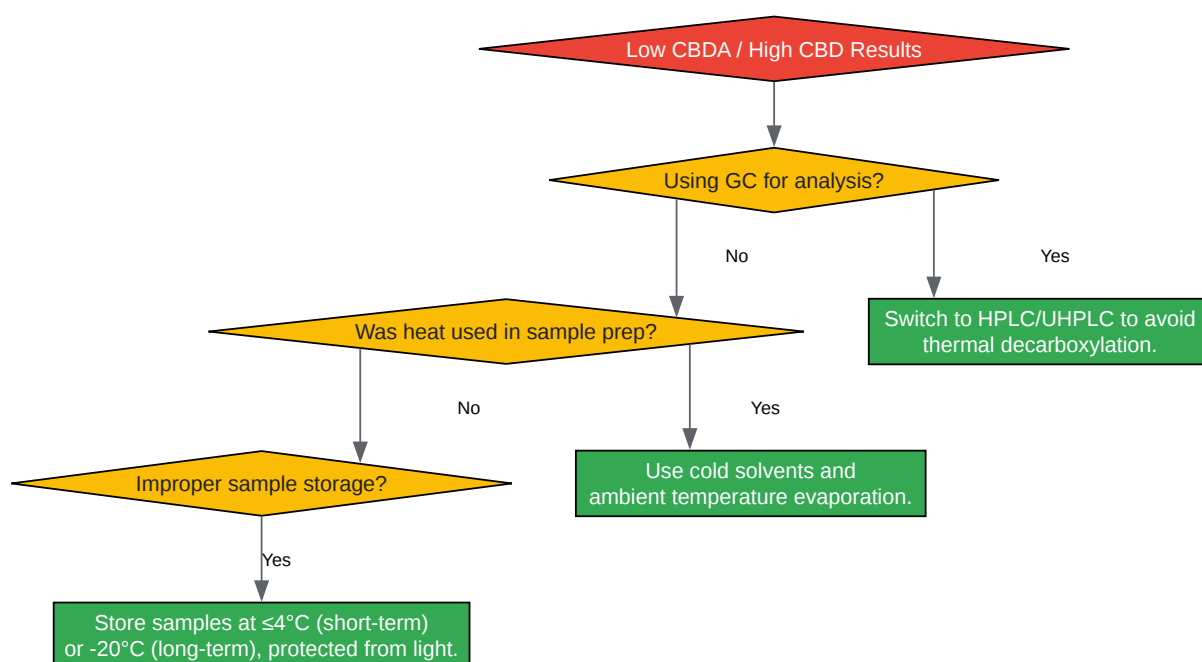 Low CBDA / High CBD Results
Using GC for analysis?
No
Yes
Switch to HPLC/UHPLC to avoid
thermal decarboxylation.
Was heat used in sample prep?
No
Yes
Use cold solvents and
ambient temperature evaporation.
Improper sample storage?
Yes
Store samples at ≤4°C (short-term)
or -20°C (long-term), protected from light.